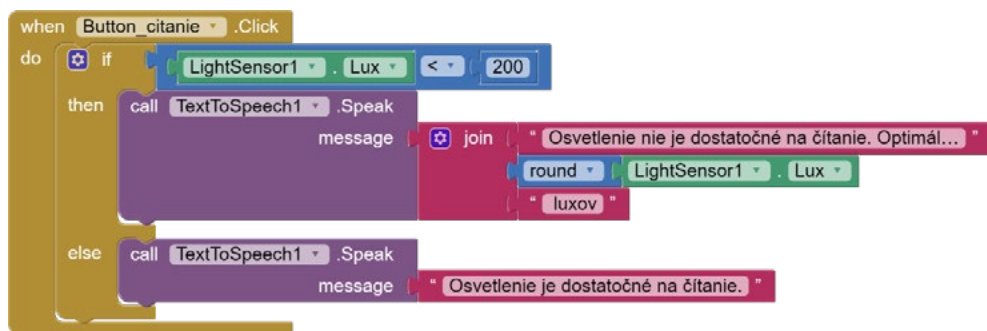 when Button_citanie .Click
do if LightSensor1 . Lux < 200
then call TextToSpeech1 .Speak
message join " Osvetlenie nie je dostatočné na čítanie. Optimál... "
round LightSensor1 . Lux
" luxov "
else call TextToSpeech1 .Speak
message " Osvetlenie je dostatočné na čítanie. "